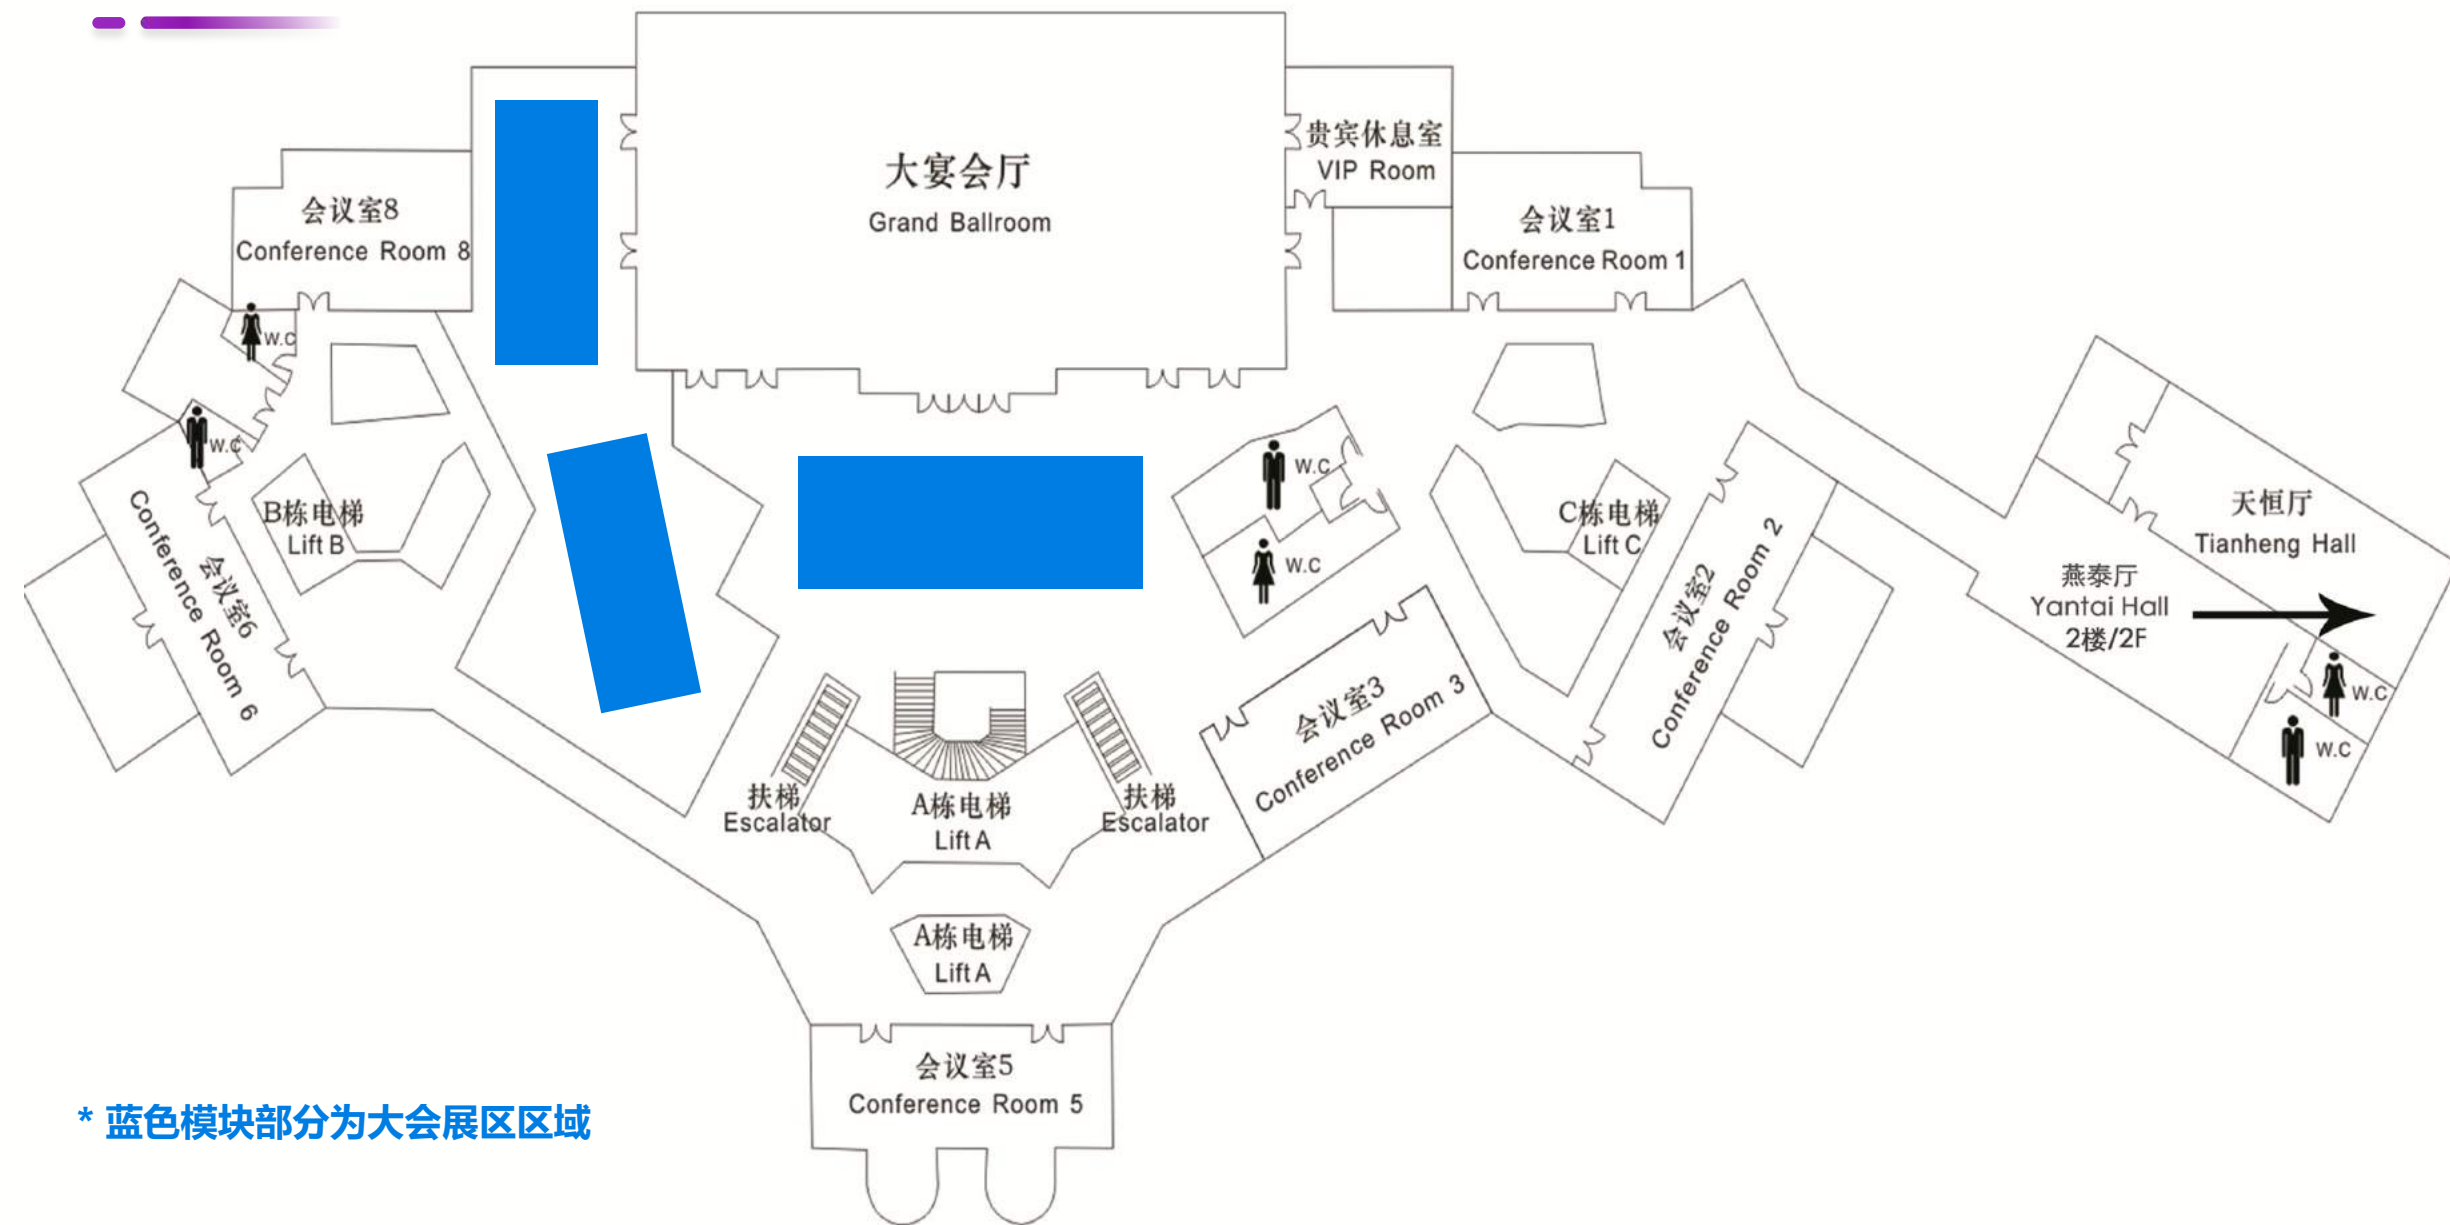 大宴会厅
Grand Ballroom
贵宾休息室
VIP Room
会议室8
Conference Room 8
会议室1
Conference Room 1
W.C
W.C
W.C
W.C
B栋电梯
Lift B
C栋电梯
Lift C
会议室6
Conference Room 6
会议室2
Conference Room 2
天恒厅
Tianheng Hall
燕泰厅
Yantai Hall
2楼/2F
W.C
W.C
会议室3
Conference Room 3
扶梯
Escalator
A栋电梯
Lift A
扶梯
Escalator
A栋电梯
Lift A
会议室5
Conference Room 5
* 蓝色模块部分为大会展区区域